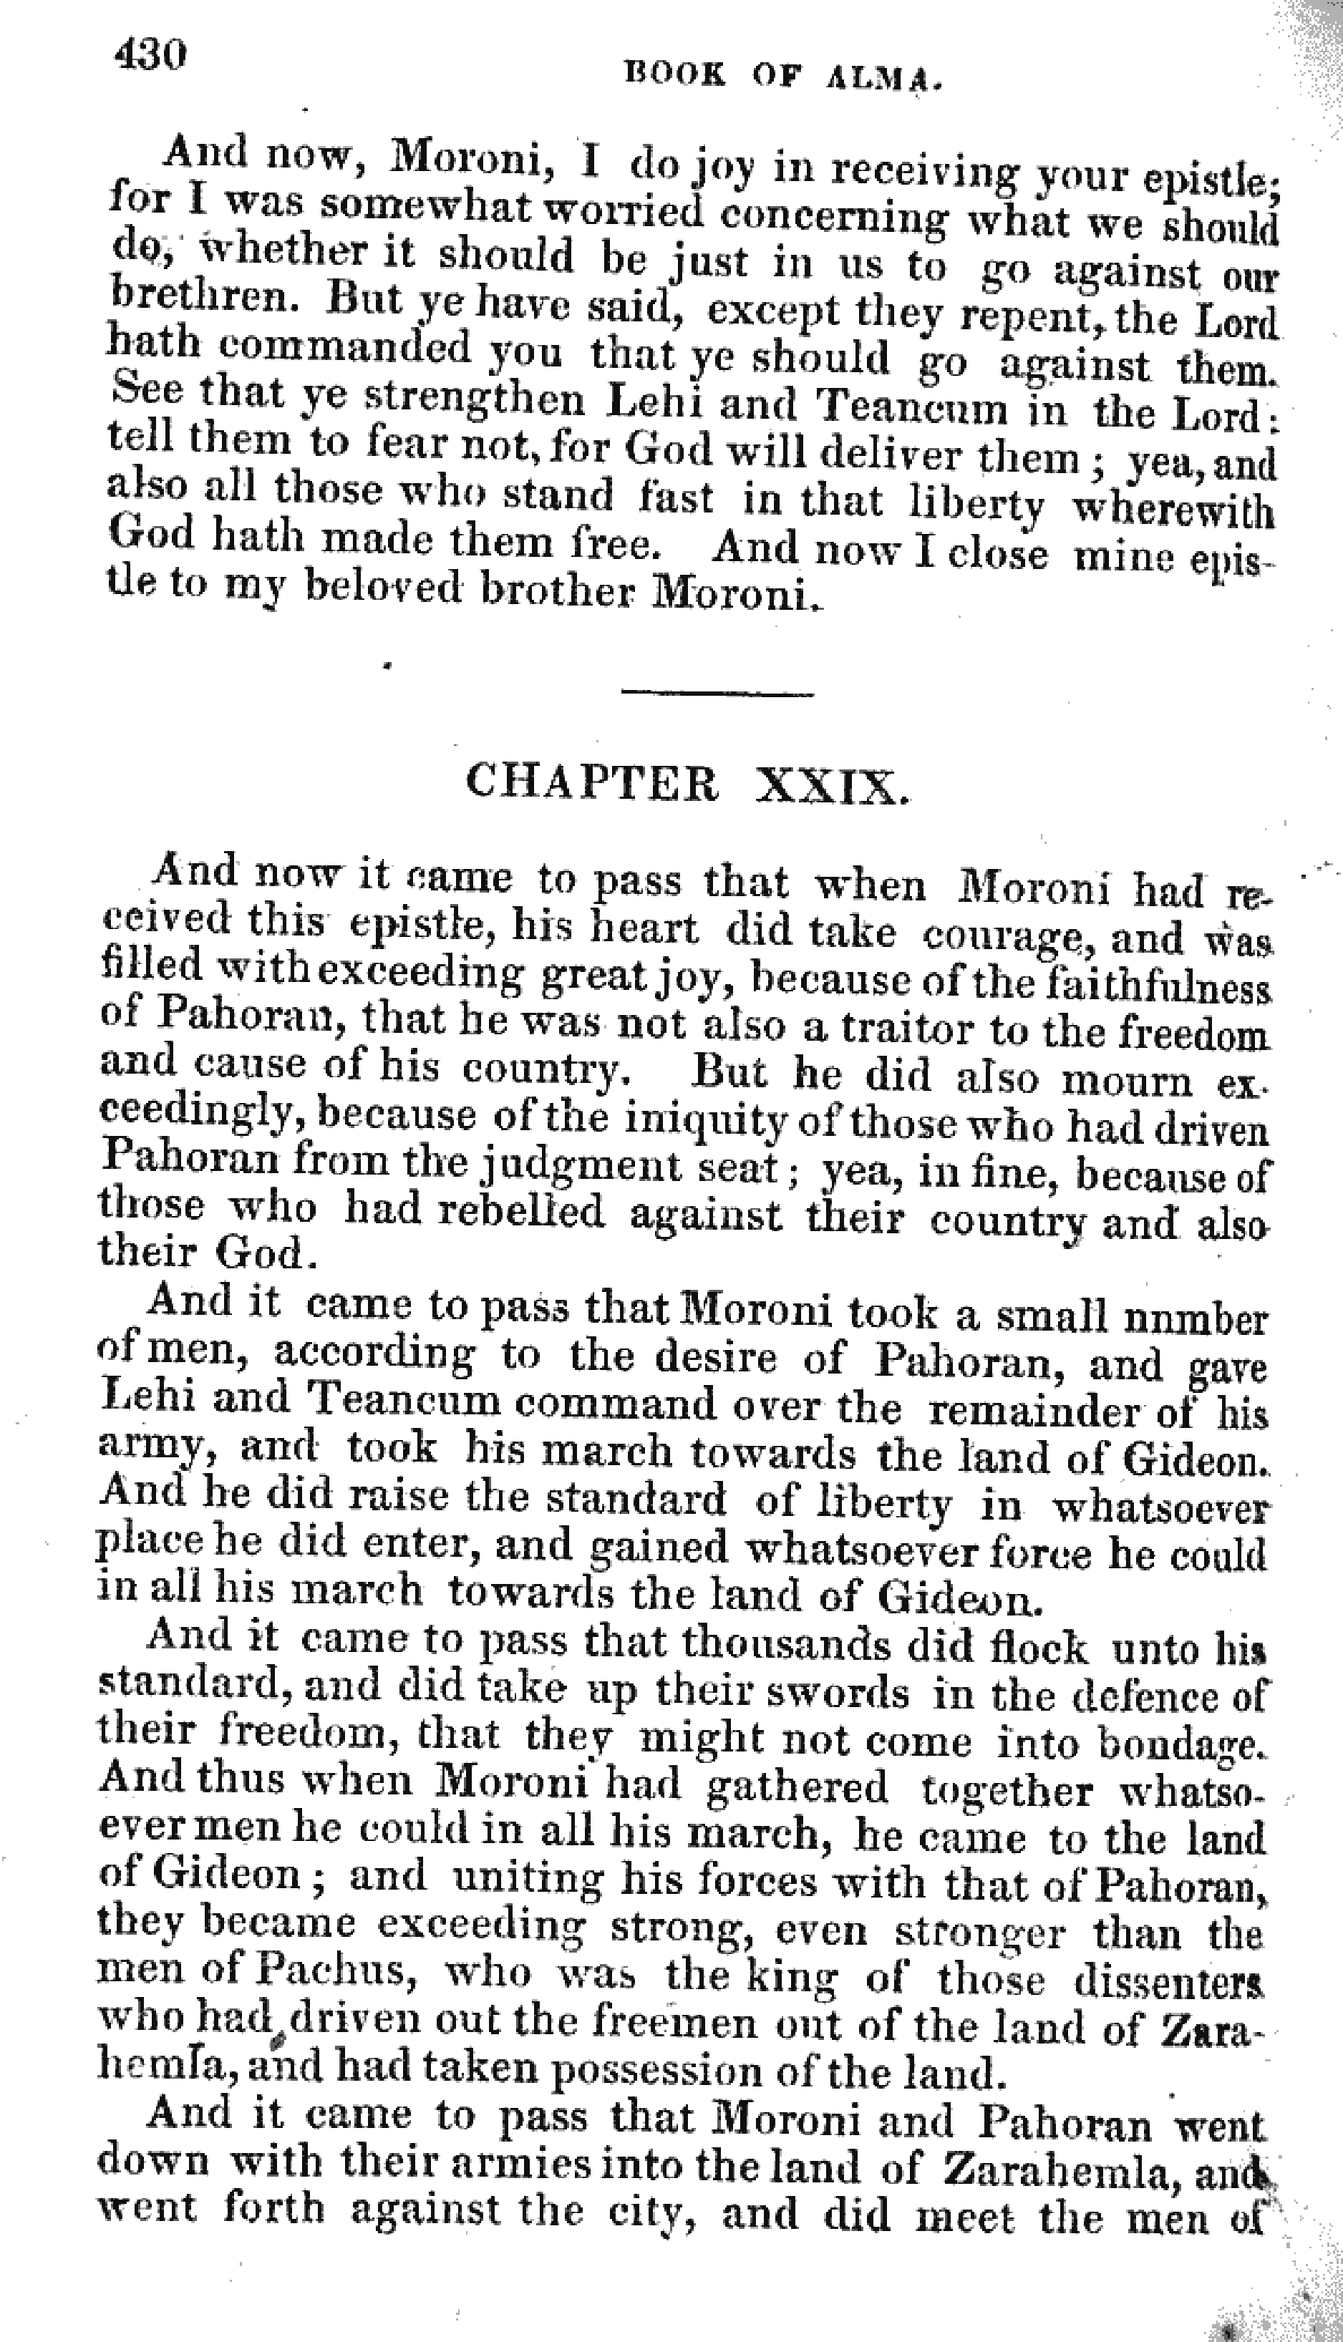 430
BOOK OF ALMA.
And now, Moroni, I do joy in receiving your epistle;
for I was somewhat worried concerning what we should
do, whether it should be just in us to go against our
brethren. But ye have said, except they repent, the Lord
hath commanded you that ye should go against them.
See that ye strengthen Lehi and Teancum in the Lord:
tell them to fear not, for God will deliver them; yea, and
also all those who stand fast in that liberty wherewith
God hath made them free. And now I close mine epis-
tle to my beloved brother Moroni.
CHAPTER XXIX.
And now it came to pass that when Moroni had re-
ceived this epistle, his heart did take courage, and was
filled with exceeding great joy, because of the faithfulness
of Pahoran, that he was not also a traitor to the freedom
and cause of his country. But he did also mourn ex-
ceedingly, because of the iniquity of those who had driven
Pahoran from the judgment seat; yea, in fine, because of
those who had rebelled against their country and also
their God.
And it came to pass that Moroni took a small nnmber
of men, according to the desire of Pahoran, and gave
Lehi and Teancum command over the remainder of his
army, and took his march towards the land of Gideon.
And he did raise the standard of liberty in whatsoever
place he did enter, and gained whatsoever force he could
in all his march towards the land of Gideon.
And it came to pass that thousands did flock unto his
standard, and did take up their swords in the defence of
their freedom, that they might not come into bondage.
And thus when Moroni had gathered together whatso-
ever men he could in all his march, he came to the land
of Gideon; and uniting his forces with that of Pahoran,
they became exceeding strong, even stronger than the
men of Pachus, who was the king of those dissenters
who had driven out the freemen out of the land of Zara-
hemla, and had taken possession of the land.
And it came to pass that Moroni and Pahoran went
down with their armies into the land of Zarahemla, and
went forth against the city, and did meet the men of